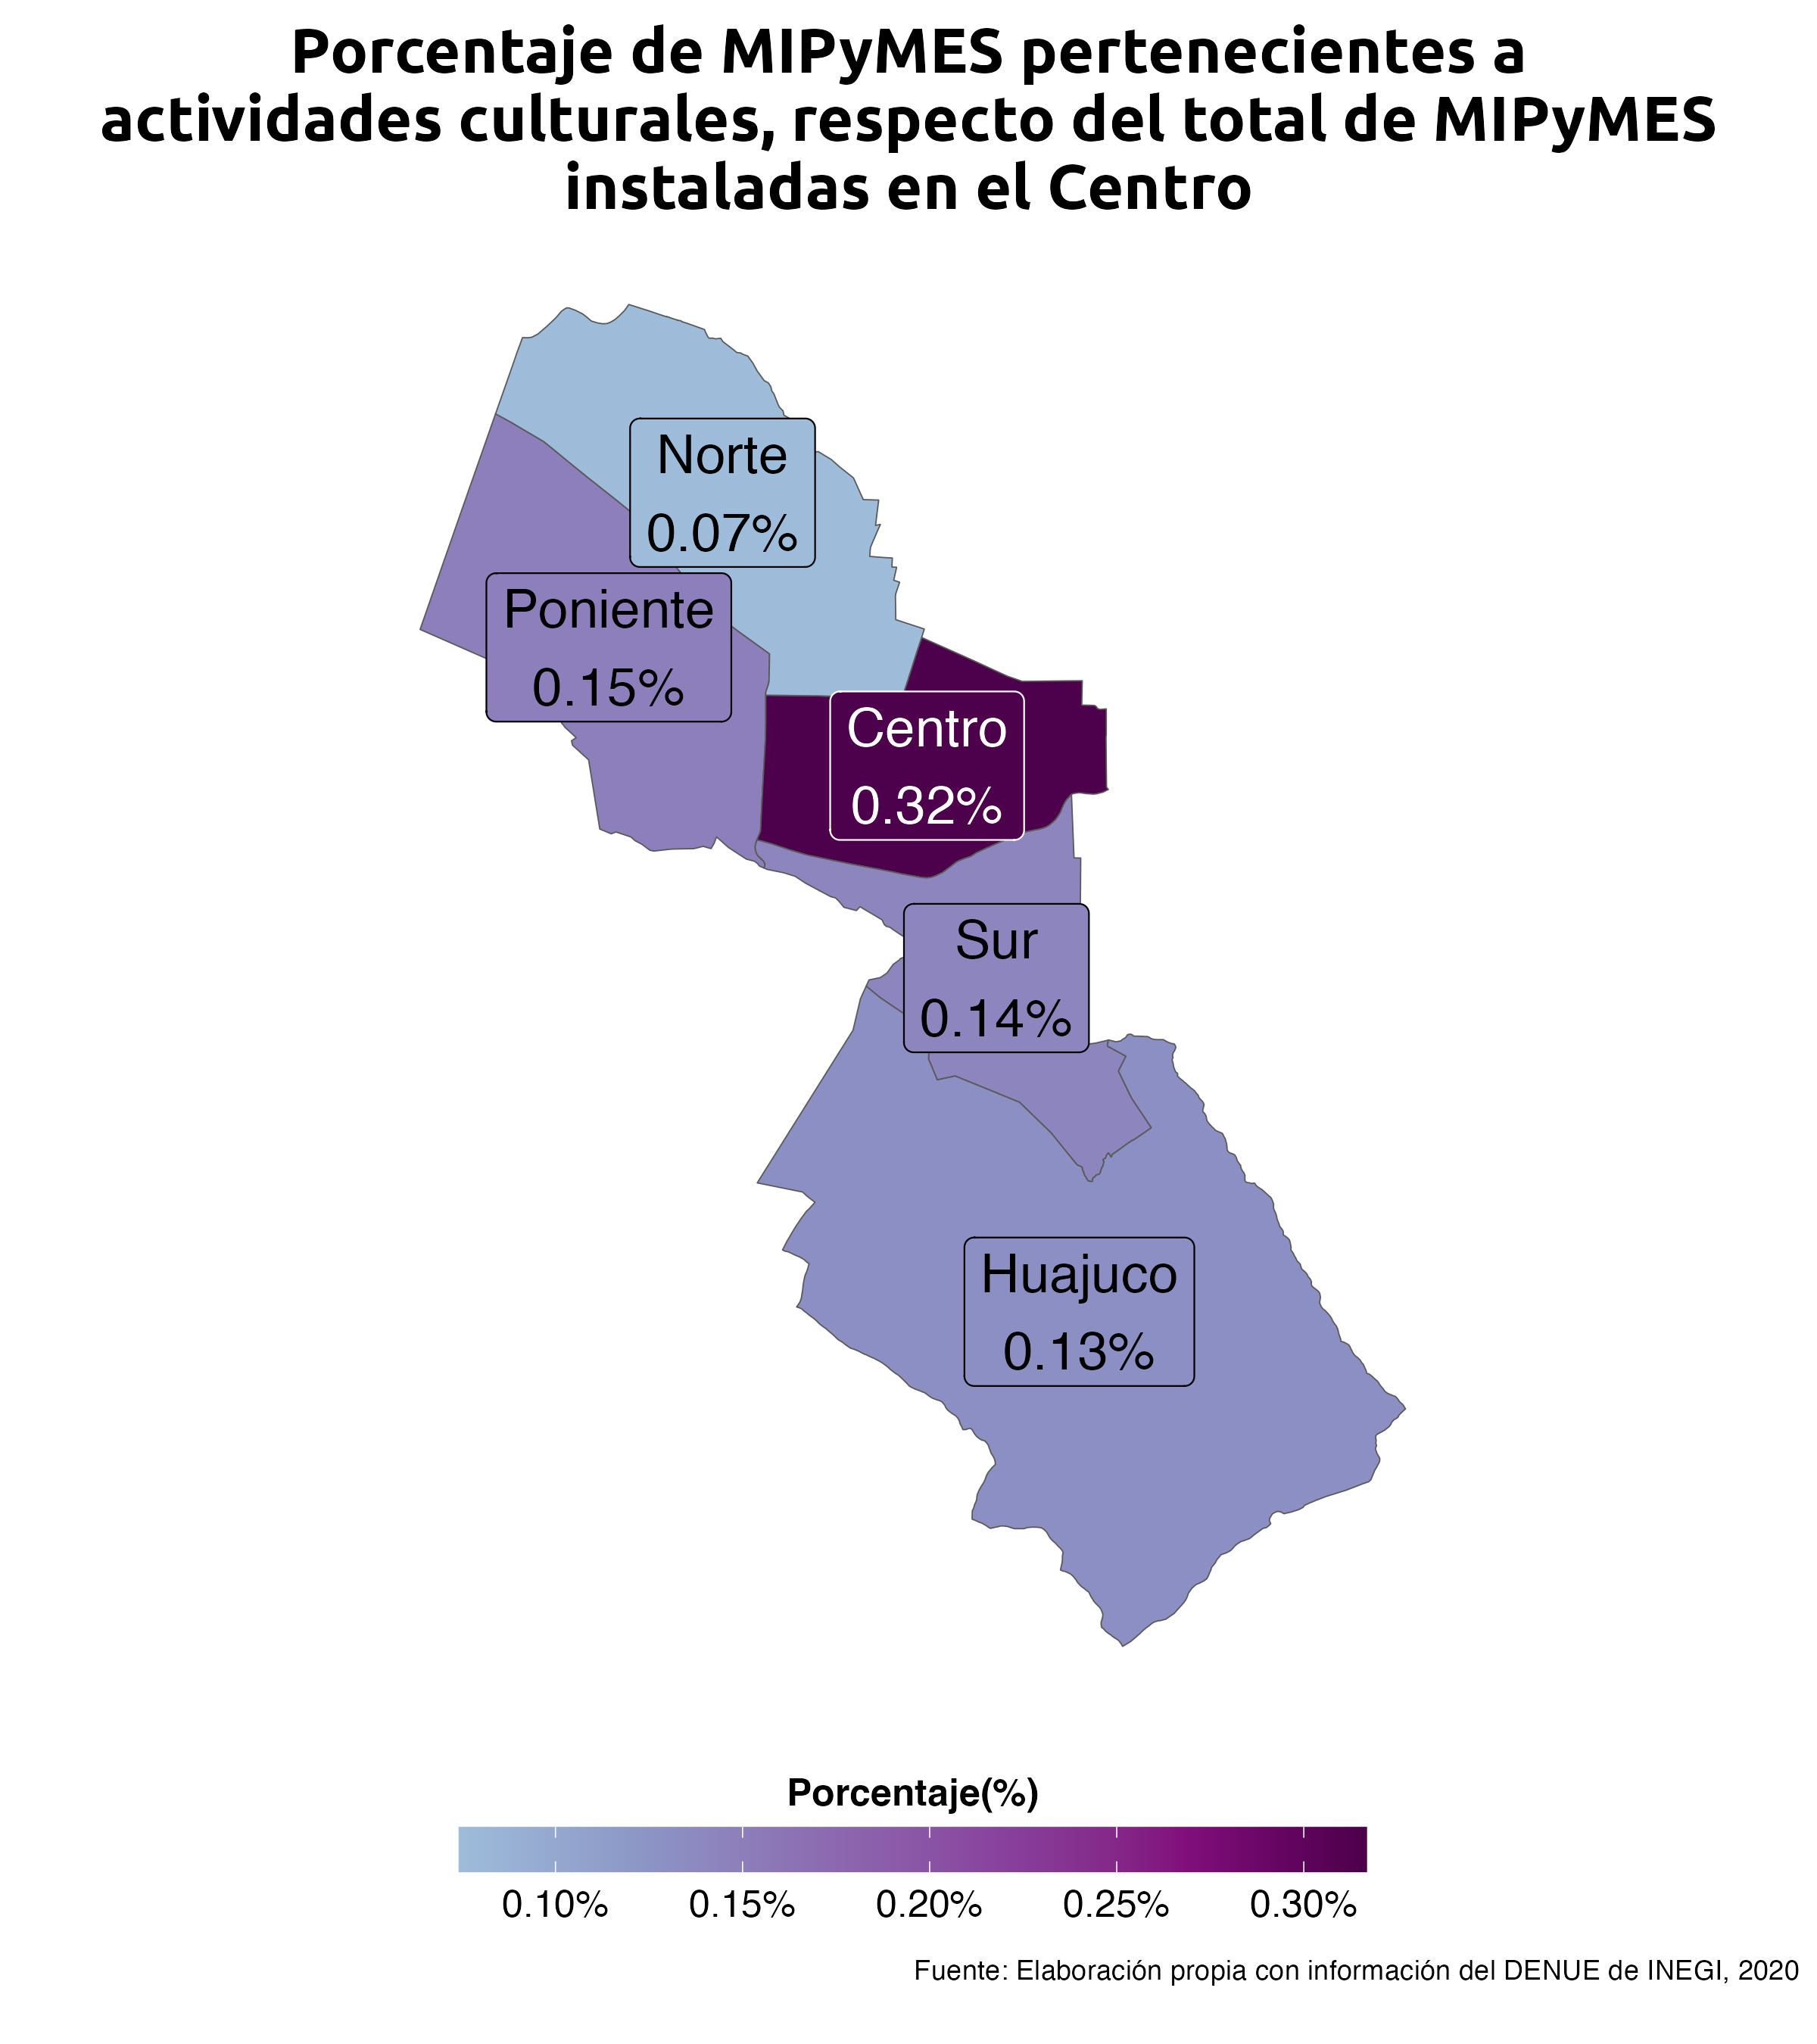 Porcentaje de MIPyMES pertenecientes a
actividades culturales, respecto del total de MIPyMES
instaladas en el Centro
Norte
0.07%
Poniente
0.15%
Centro
0.32%
Sur
0.14%
Huajuco
0.13%
Porcentaje(%)
0.10% 0.15% 0.20% 0.25% 0.30%
Fuente: Elaboración propia con información del DENUE de INEGI, 2020